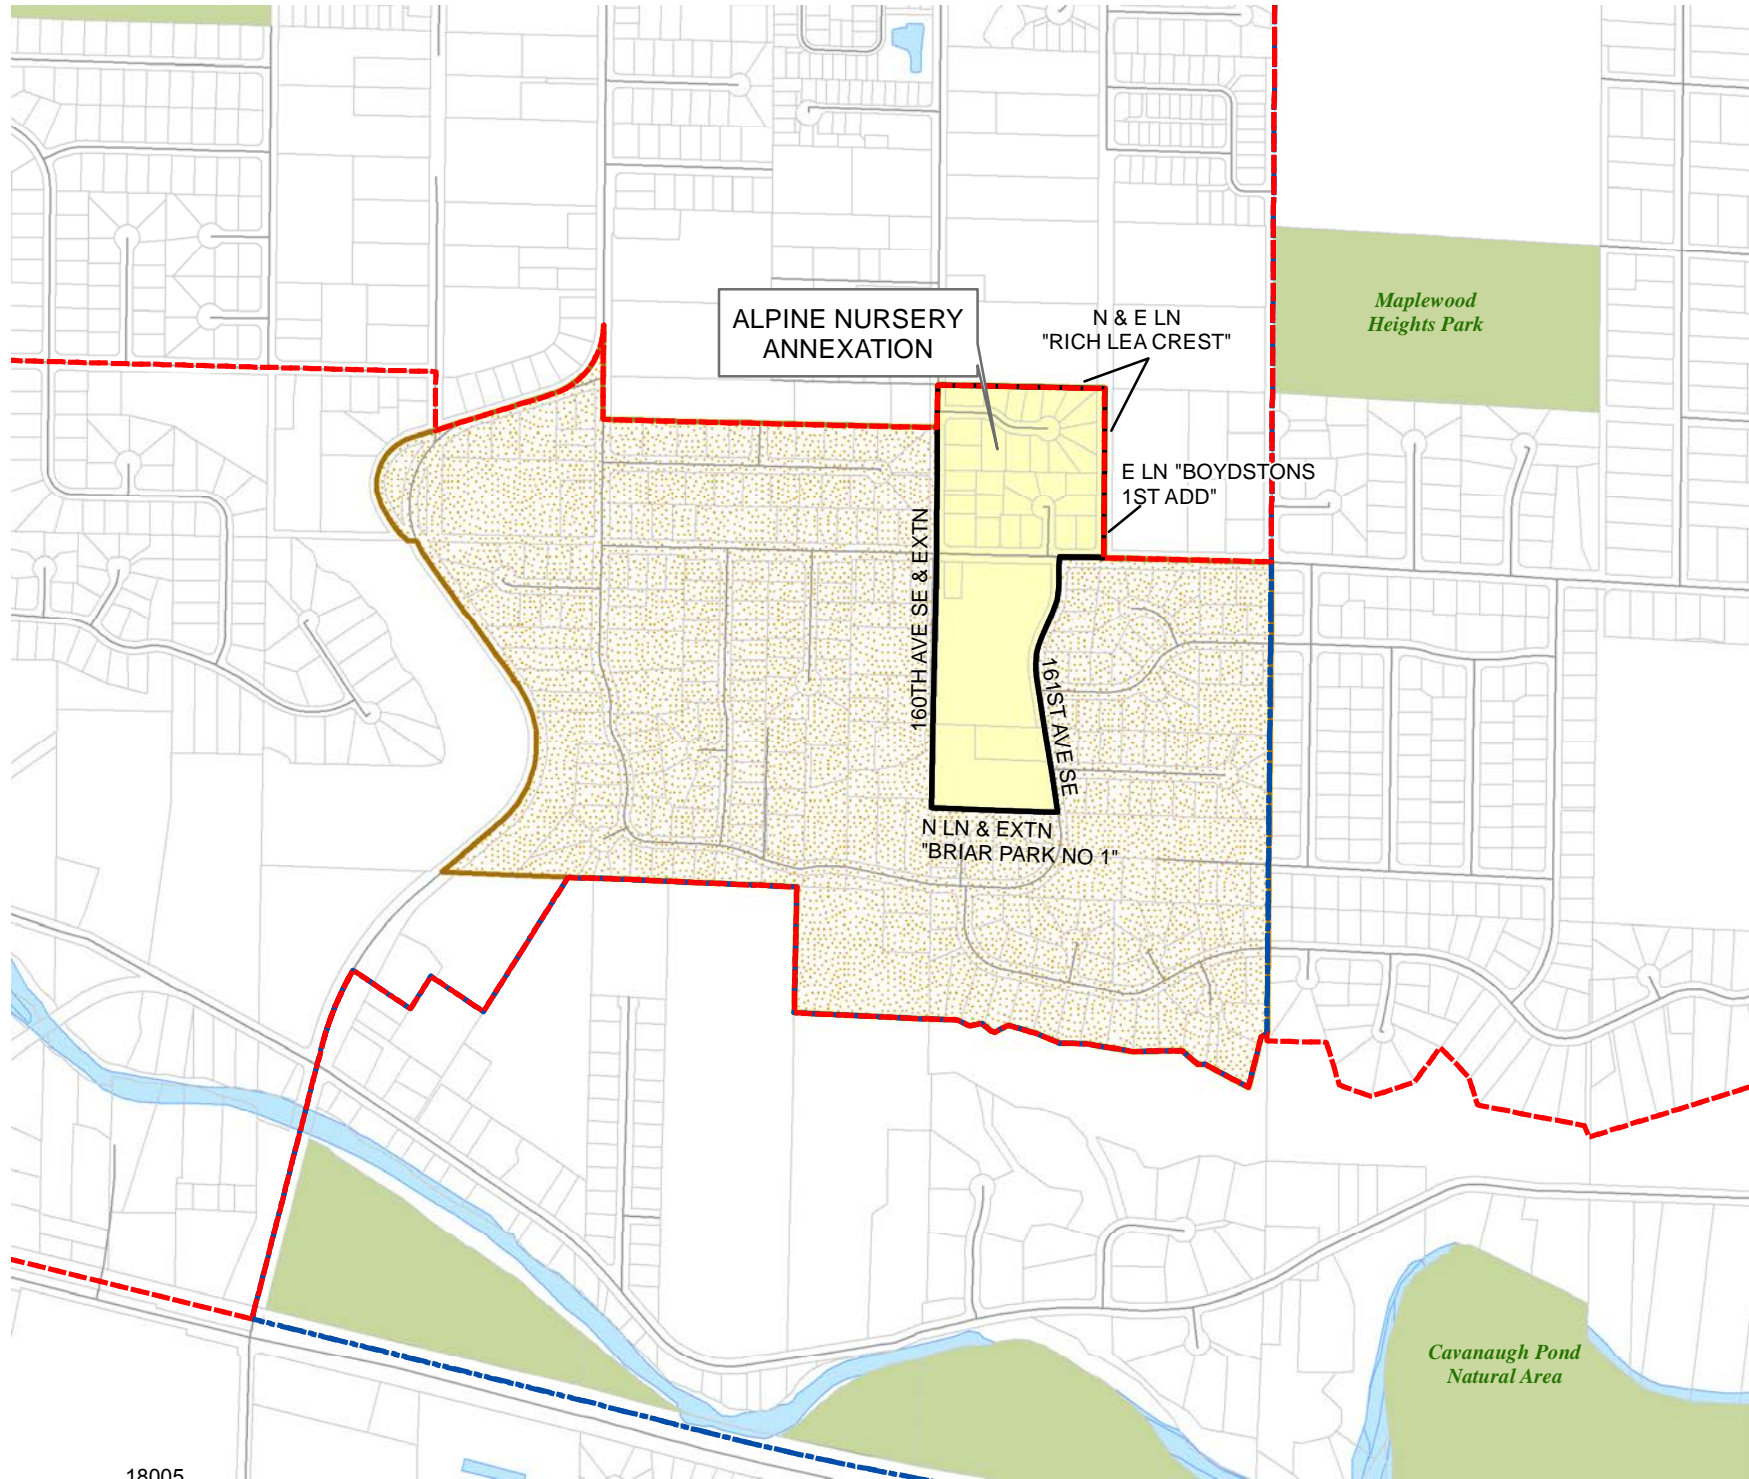 Maplewood
Heights Park
ALPINE NURSERY
ANNEXATION
N & E LN
"RICH LEA CREST"
E LN "BOYDSTONS
1ST ADD"
160TH AVE SE & EXTN
161ST AVE SE
N LN & EXTN
"BRIAR PARK NO 1"
Cavanaugh Pond
Natural Area
18005